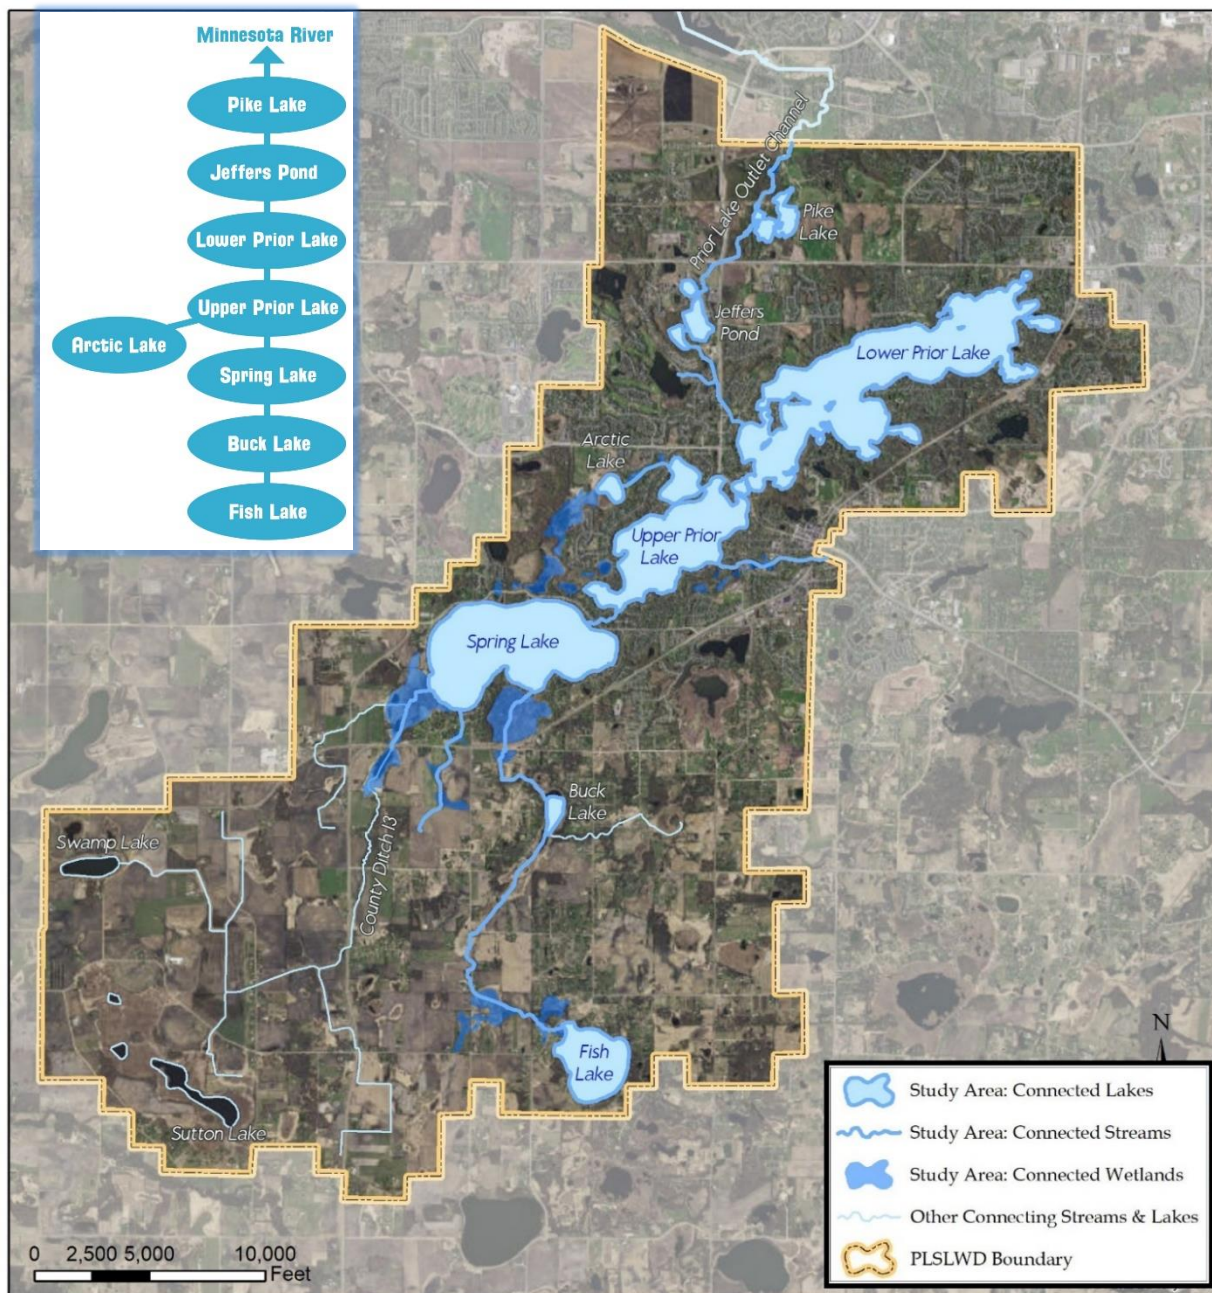 Minnesota River
Pike Lake
Jeffers Pond
Lower Prior Lake
Upper Prior Lake
Arctic Lake
Spring Lake
Buck Lake
Fish Lake
Prior Lake Outlet Channel
Pike
Lake
Jeffers
Pond
Lower Prior Lake
Arctic
Lake
Upper Prior
Lake
Spring Lake
Buck
Lake
Swamp Lake
County Ditch 13
Fish
Lake
Sutton Lake
N
Study Area: Connected Lakes
Study Area: Connected Streams
Study Area: Connected Wetlands
Other Connecting Streams & Lakes
PLSLWD Boundary
0 2,500 5,000 10,000
Feet